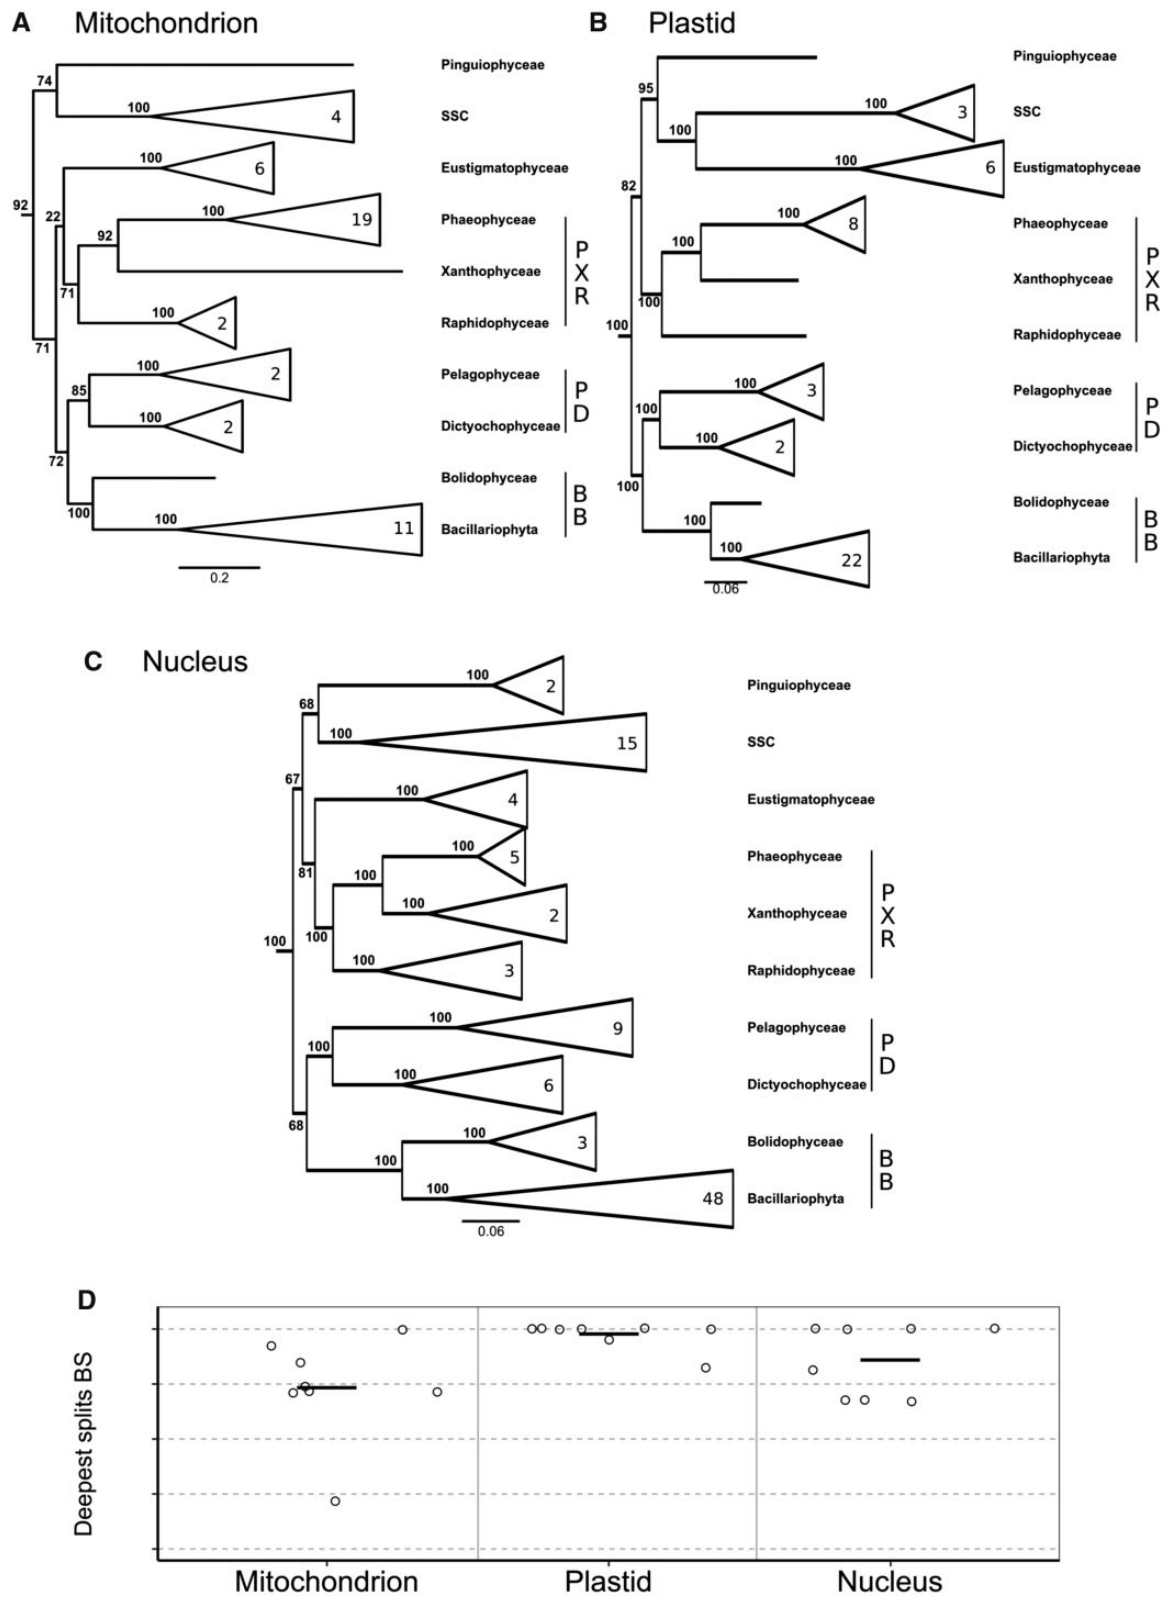 A Mitochondrion
74
100
4
100
6
92
22
100
19
92
71
100
2
71
100
2
85
100
2
72
100
100
11
0.2
Pinguiophyceae
SSC
Eustigmatophyceae
Phaeophyceae
Xanthophyceae
Raphidophyceae
Pelagophyceae
Dictyochophyceae
Bolidophyceae
Bacillariophyta
P
X
R
P
D
B
B
B Plastid
95
100
3
100
100
6
82
100
8
100
100
100
100
3
100
100
2
100
100
100
22
0.06
Pinguiophyceae
SSC
Eustigmatophyceae
Phaeophyceae
Xanthophyceae
Raphidophyceae
Pelagophyceae
Dictyochophyceae
Bolidophyceae
Bacillariophyta
P
X
R
P
D
B
B
C Nucleus
100
2
68
100
15
67
100
4
81
100
5
100
100
2
100
100
3
100
100
9
100
100
6
68
100
3
100
100
48
0.06
Pinguiophyceae
SSC
Eustigmatophyceae
Phaeophyceae
Xanthophyceae
Raphidophyceae
Pelagophyceae
Dictyochophyceae
Bolidophyceae
Bacillariophyta
P
X
R
P
D
B
B
D
Deepest splits BS
Mitochondrion Plastid Nucleus